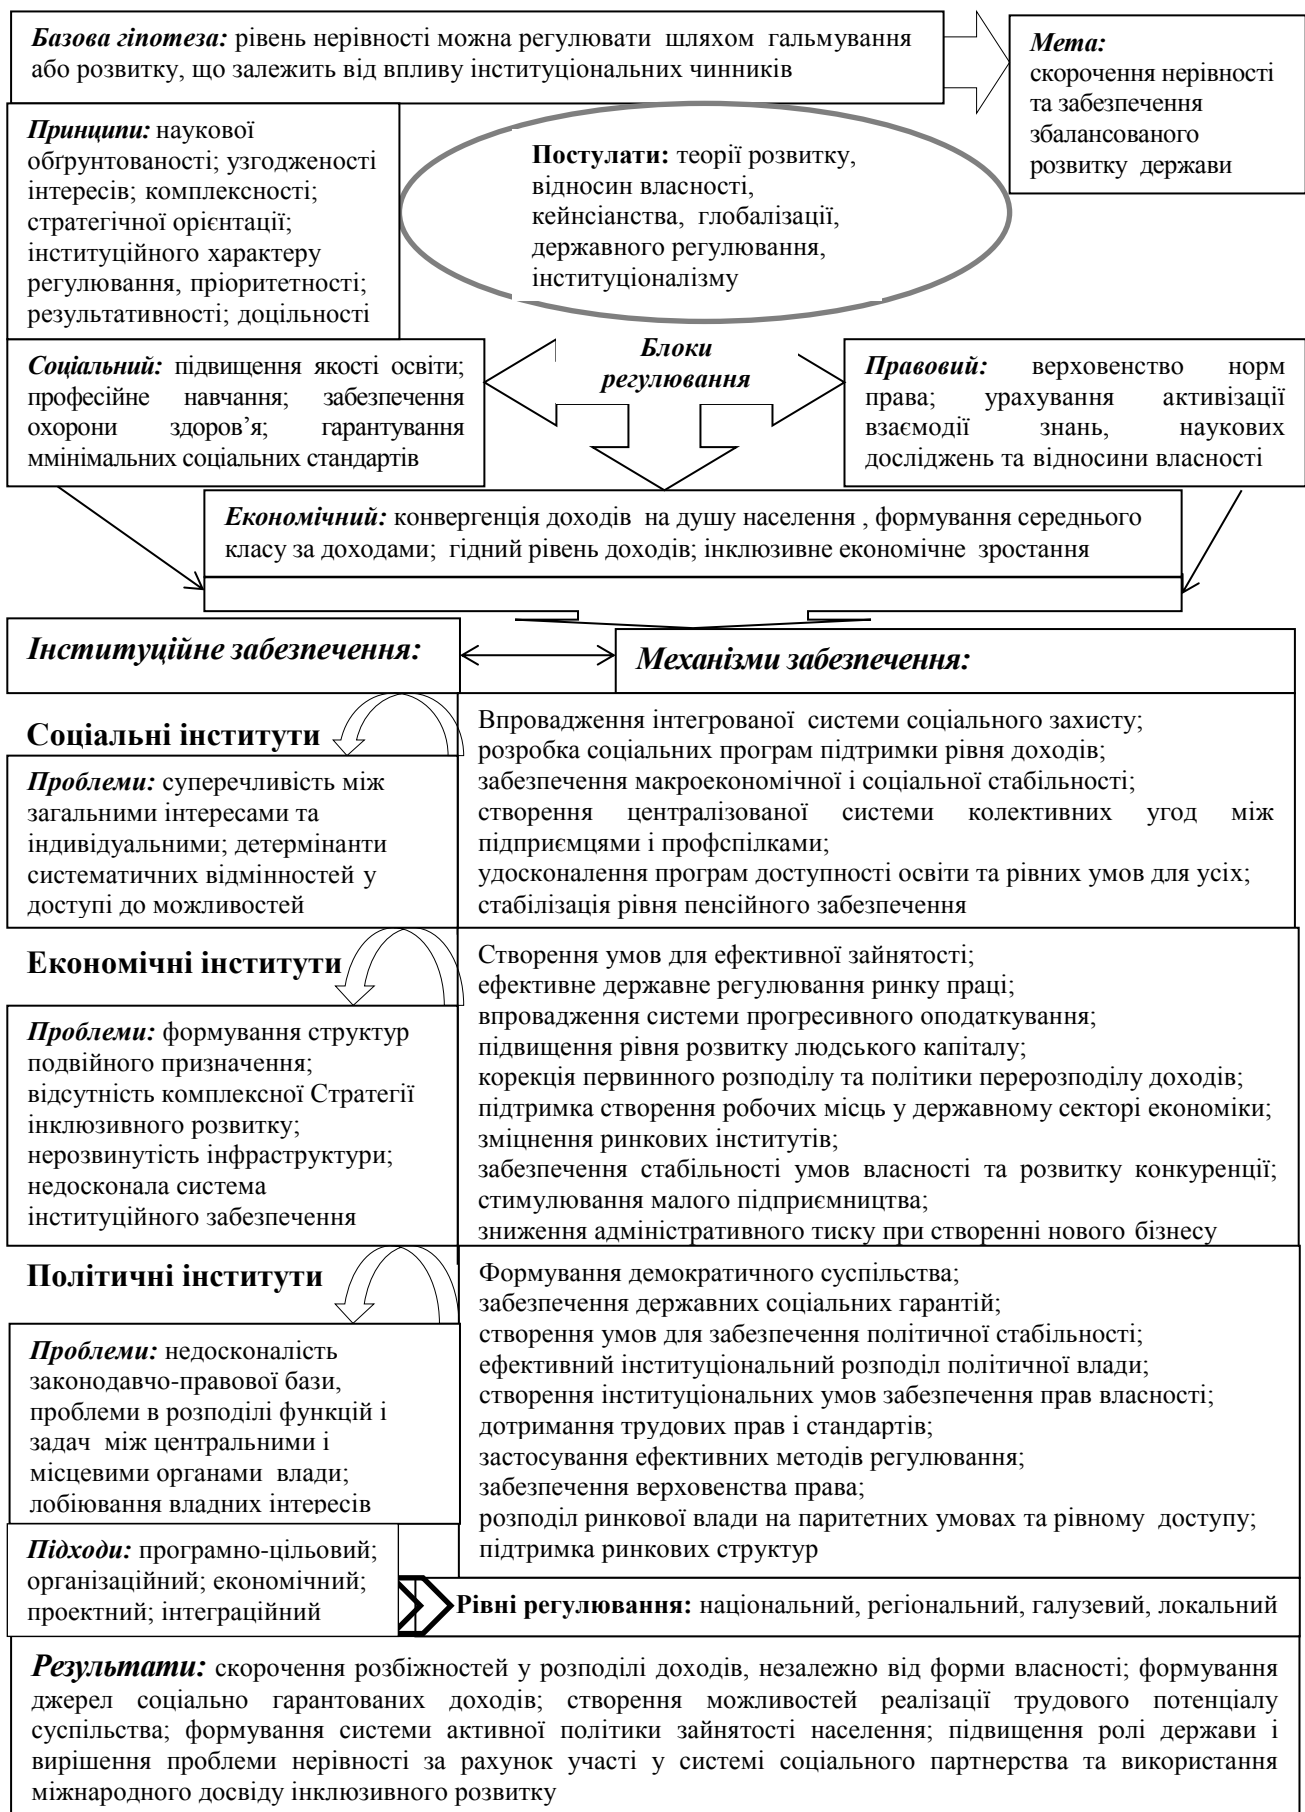 Базова гіпотеза: рівень нерівності можна регулювати шляхом гальмування
або розвитку, що залежить від впливу інституціональних чинників
Мета:
скорочення нерівності
та забезпечення
збалансованого
розвитку держави
Принципи: наукової
обґрунтованості; узгодженості
інтересів; комплексності;
стратегічної орієнтації;
інституційного характеру
регулювання, пріоритетності;
результативності; доцільності
Постулати: теорії розвитку,
відносин власності,
кейнсіанства, глобалізації,
державного регулювання,
інституціоналізму
Блоки
регулювання
Соціальний: підвищення якості освіти;
професійне навчання; забезпечення
охорони здоров’я; гарантування
ммінімальних соціальних стандартів
Правовий: верховенство норм
права; урахування активізації
взаємодії знань, наукових
досліджень та відносини власності
Економічний: конвергенція доходів на душу населення , формування середнього
класу за доходами; гідний рівень доходів; інклюзивне економічне зростання
Інституційне забезпечення:
Механізми забезпечення:
Соціальні інститути
Проблеми: суперечливість між
загальними інтересами та
індивідуальними; детермінанти
систематичних відмінностей у
доступі до можливостей
Впровадження інтегрованої системи соціального захисту;
розробка соціальних програм підтримки рівня доходів;
забезпечення макроекономічної і соціальної стабільності;
створення централізованої системи колективних угод між
підприємцями і профспілками;
удосконалення програм доступності освіти та рівних умов для усіх;
стабілізація рівня пенсійного забезпечення
Економічні інститути
Проблеми: формування структур
подвійного призначення;
відсутність комплексної Стратегії
інклюзивного розвитку;
нерозвинутість інфраструктури;
недосконала система
інституційного забезпечення
Створення умов для ефективної зайнятості;
ефективне державне регулювання ринку праці;
впровадження системи прогресивного оподаткування;
підвищення рівня розвитку людського капіталу;
корекція первинного розподілу та політики перерозподілу доходів;
підтримка створення робочих місць у державному секторі економіки;
зміцнення ринкових інститутів;
забезпечення стабільності умов власності та розвитку конкуренції;
стимулювання малого підприємництва;
зниження адміністративного тиску при створенні нового бізнесу
Політичні інститути
Проблеми: недосконалість
законодавчо-правової бази,
проблеми в розподілі функцій і
задач між центральними і
місцевими органами влади;
лобіювання владних інтересів
Формування демократичного суспільства;
забезпечення державних соціальних гарантій;
створення умов для забезпечення політичної стабільності;
ефективний інституціональний розподіл політичної влади;
створення інституціональних умов забезпечення прав власності;
дотримання трудових прав і стандартів;
застосування ефективних методів регулювання;
забезпечення верховенства права;
розподіл ринкової влади на паритетних умовах та рівному доступу;
підтримка ринкових структур
Підходи: програмно-цільовий;
організаційний; економічний;
проектний; інтеграційний
Рівні регулювання: національний, регіональний, галузевий, локальний
Результати: скорочення розбіжностей у розподілі доходів, незалежно від форми власності; формування
джерел соціально гарантованих доходів; створення можливостей реалізації трудового потенціалу
суспільства; формування системи активної політики зайнятості населення; підвищення ролі держави і
вирішення проблеми нерівності за рахунок участі у системі соціального партнерства та використання
міжнародного досвіду інклюзивного розвитку